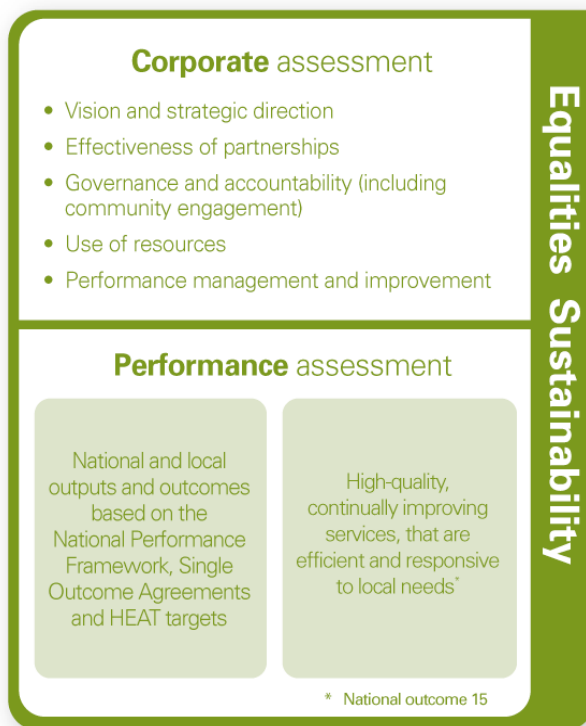 Corporate assessment
• Vision and strategic direction
• Effectiveness of partnerships
• Governance and accountability (including
community engagement)
• Use of resources
• Performance management and improvement
Performance assessment
National and local
outputs and outcomes
based on the
National Performance
Framework, Single
Outcome Agreements
and HEAT targets
High-quality,
continually improving
services, that are
efficient and responsive
to local needs*
* National outcome 15
Equalities Sustainability